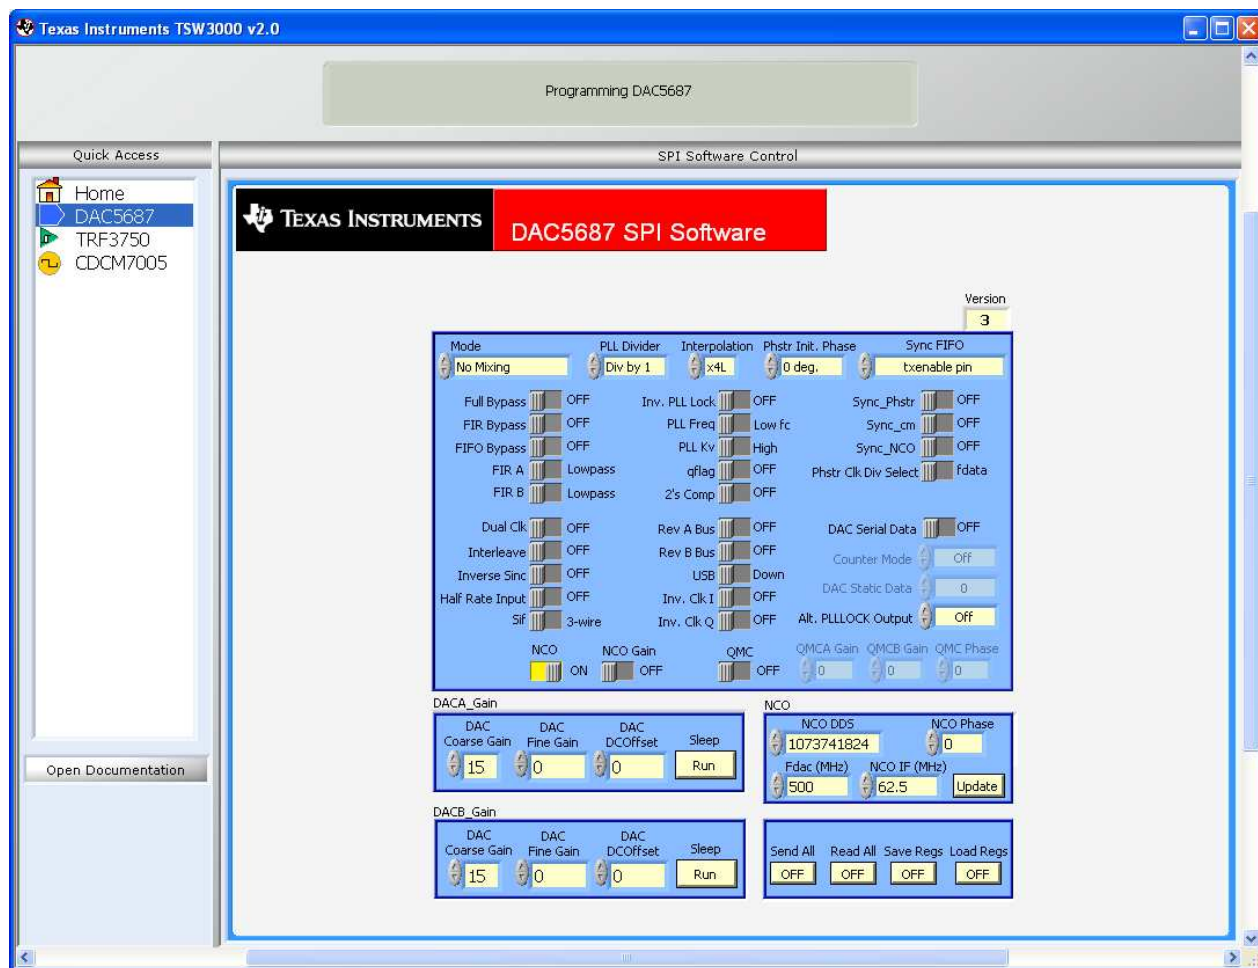 Texas Instruments TSW3000 v2.0
Programming DAC5687
Quick Access
SPI Software Control
Home
DAC5687
TRF3750
CDCM7005
Open Documentation
TEXAS INSTRUMENTS
DAC5687 SPI Software
Version
3
Mode PLL Divider Interpolation Phstr Init. Phase Sync FIFO
No Mixing Div by 1 x4L 0 deg. txenable pin
Full Bypass OFF Inv. PLL Lock OFF Sync_Phstr OFF
FIR Bypass OFF PLL Freq Low fc Sync_cm OFF
FIFO Bypass OFF PLL Kv High Sync_NCO OFF
FIR A Lowpass qflag OFF Phstr Clk Div Select fdata
FIR B Lowpass 2's Comp OFF
Dual Clk OFF Rev A Bus OFF DAC Serial Data OFF
Interleave OFF Rev B Bus OFF Counter Mode Off
Inverse Sinc OFF USB Down DAC Static Data 0
Half Rate Input OFF Inv. Clk I OFF Alt. PLLLOCK Output Off
Sif 3-wire Inv. Clk Q OFF
NCO NCO Gain QMC QMCA Gain QMCB Gain QMC Phase
ON OFF OFF 0 0 0
DACA_Gain
DAC Coarse Gain DAC Fine Gain DAC DCOffset Sleep
15 0 0 Run
NCO
NCO DDS NCO Phase
1073741824 0
Fdac (MHz) NCO IF (MHz)
500 62.5 Update
DACB_Gain
DAC Coarse Gain DAC Fine Gain DAC DCOffset Sleep
15 0 0 Run
Send All Read All Save Regs Load Regs
OFF OFF OFF OFF